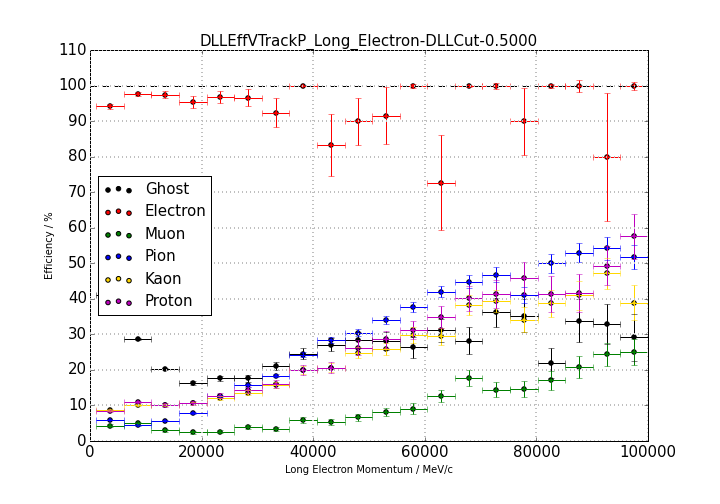 DLLEffVTrackP_Long_Electron-DLLCut-0.5000
110
100
90
80
70
60
50
40
30
20
10
0
Efficiency / %
Ghost
Electron
Muon
Pion
Kaon
Proton
0 20000 40000 60000 80000 100000
Long Electron Momentum / MeV/c